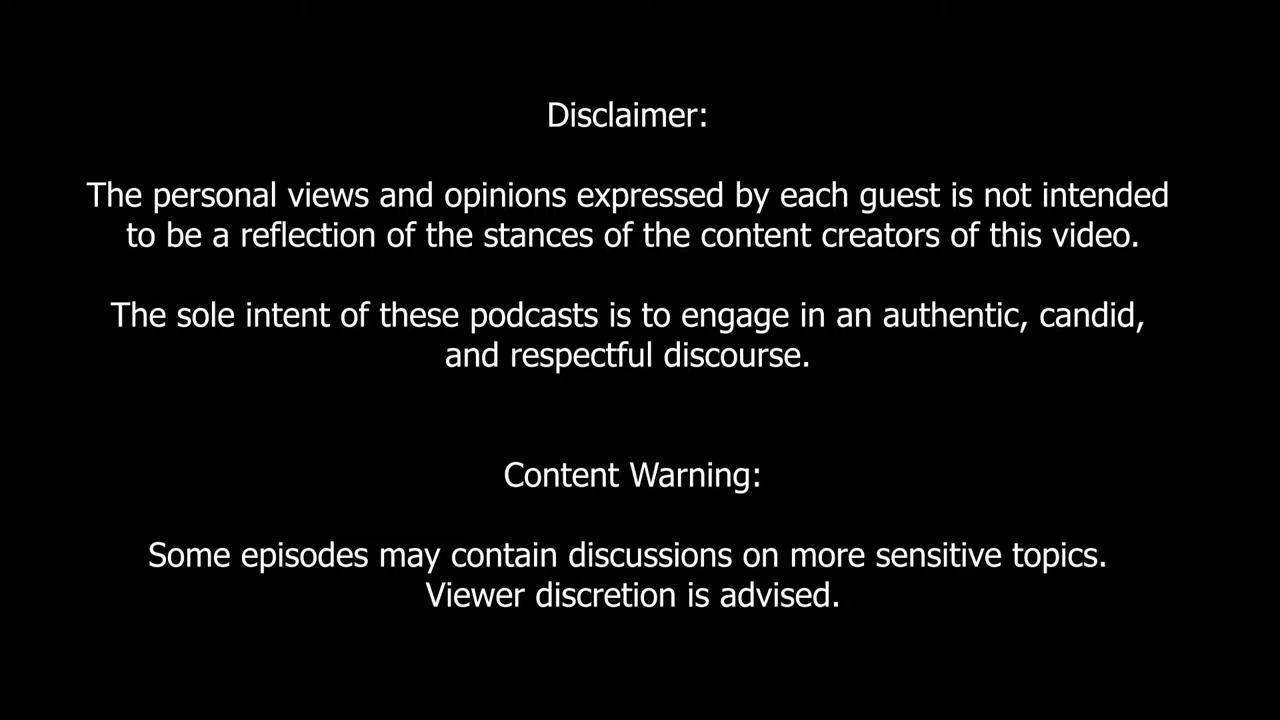 Disclaimer:
The personal views and opinions expressed by each guest is not intended
to be a reflection of the stances of the content creators of this video.
The sole intent of these podcasts is to engage in an authentic, candid,
and respectful discourse.
Content Warning:
Some episodes may contain discussions on more sensitive topics.
Viewer discretion is advised.